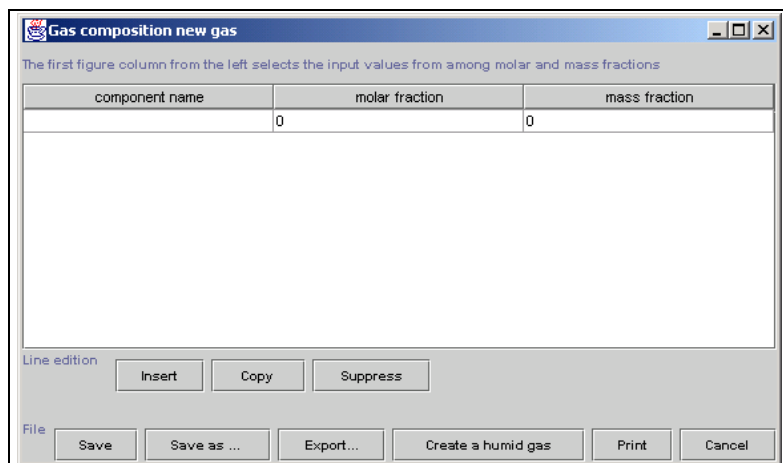 Gas composition new gas
The first figure column from the left selects the input values from among molar and mass fractions
component name molar fraction mass fraction
0 0
Line edition
Insert Copy Suppress
File
Save Save as ... Export... Create a humid gas Print Cancel